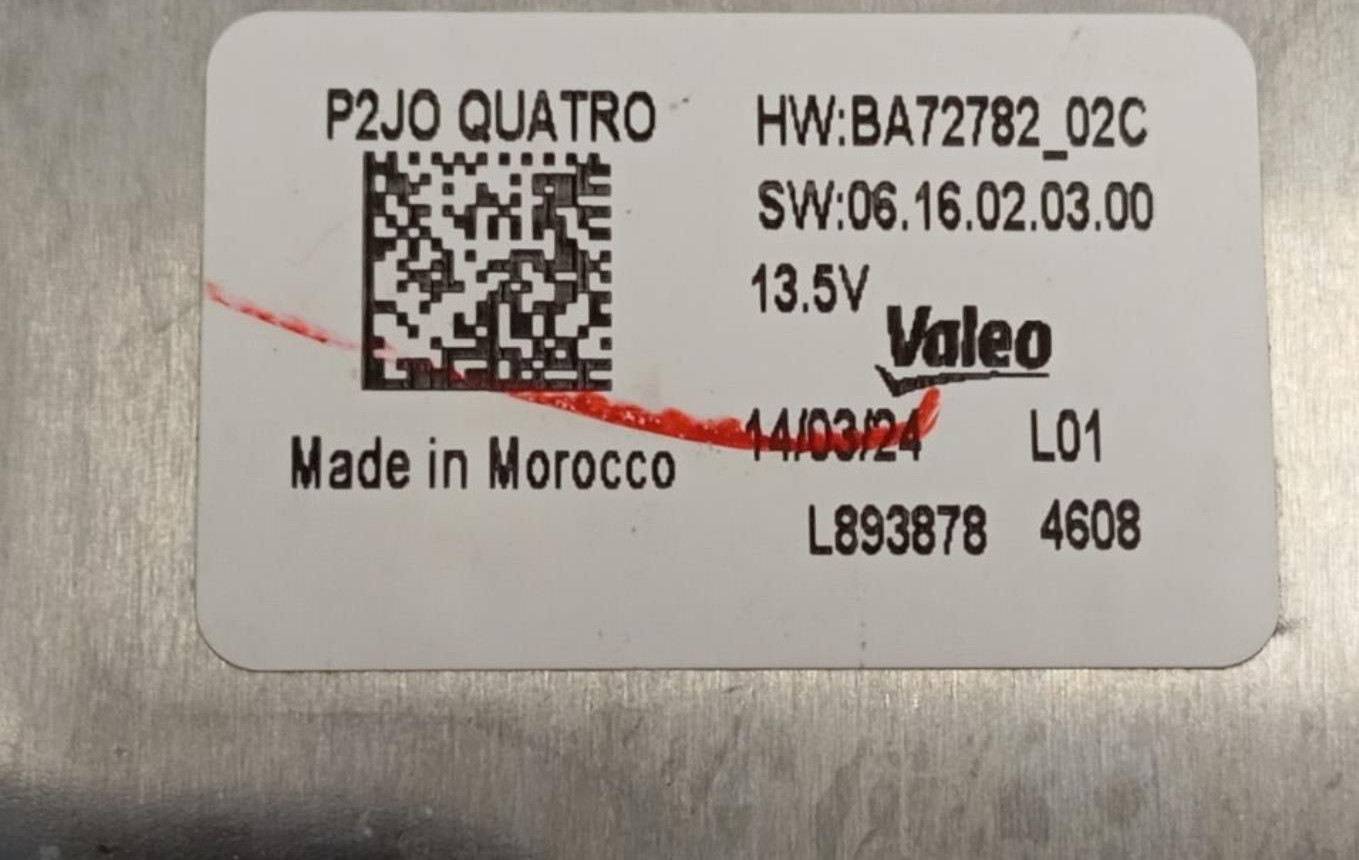 P2JO QUATRO
HW:BA72782_02C
SW:06.16.02.03.00
13.5V
Valeo
14/03/24 L01
Made in Morocco
L893878 4608